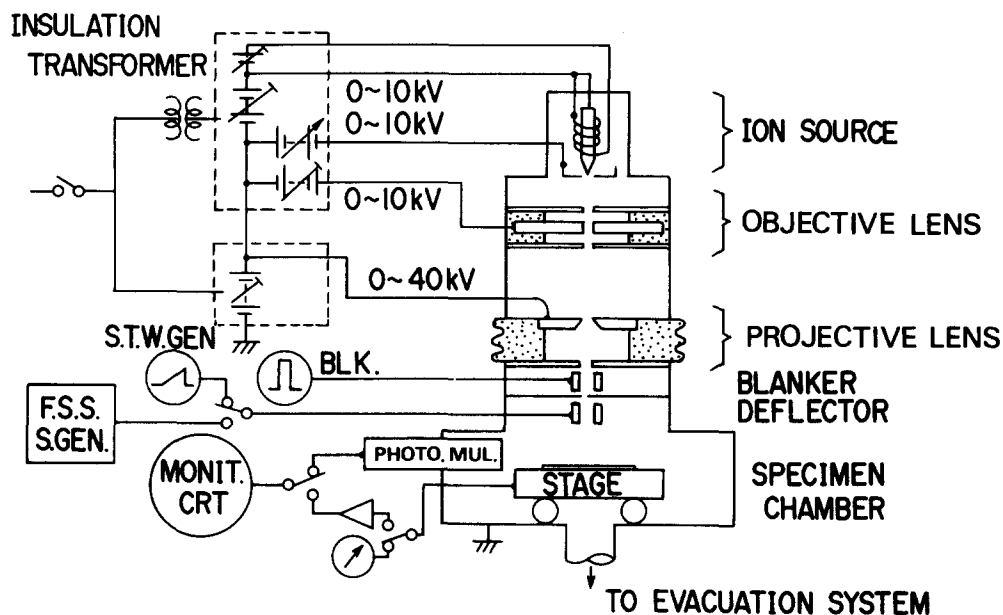 INSULATION
TRANSFORMER
0~10kV
0~10kV
0~10kV
0~40kV
ION SOURCE
OBJECTIVE LENS
PROJECTIVE LENS
S.T.W.GEN
BLK.
BLANKER
DEFLECTOR
F.S.S.
S.GEN.
MONIT.
CRT
PHOTO. MUL.
STAGE
SPECIMEN
CHAMBER
TO EVACUATION SYSTEM